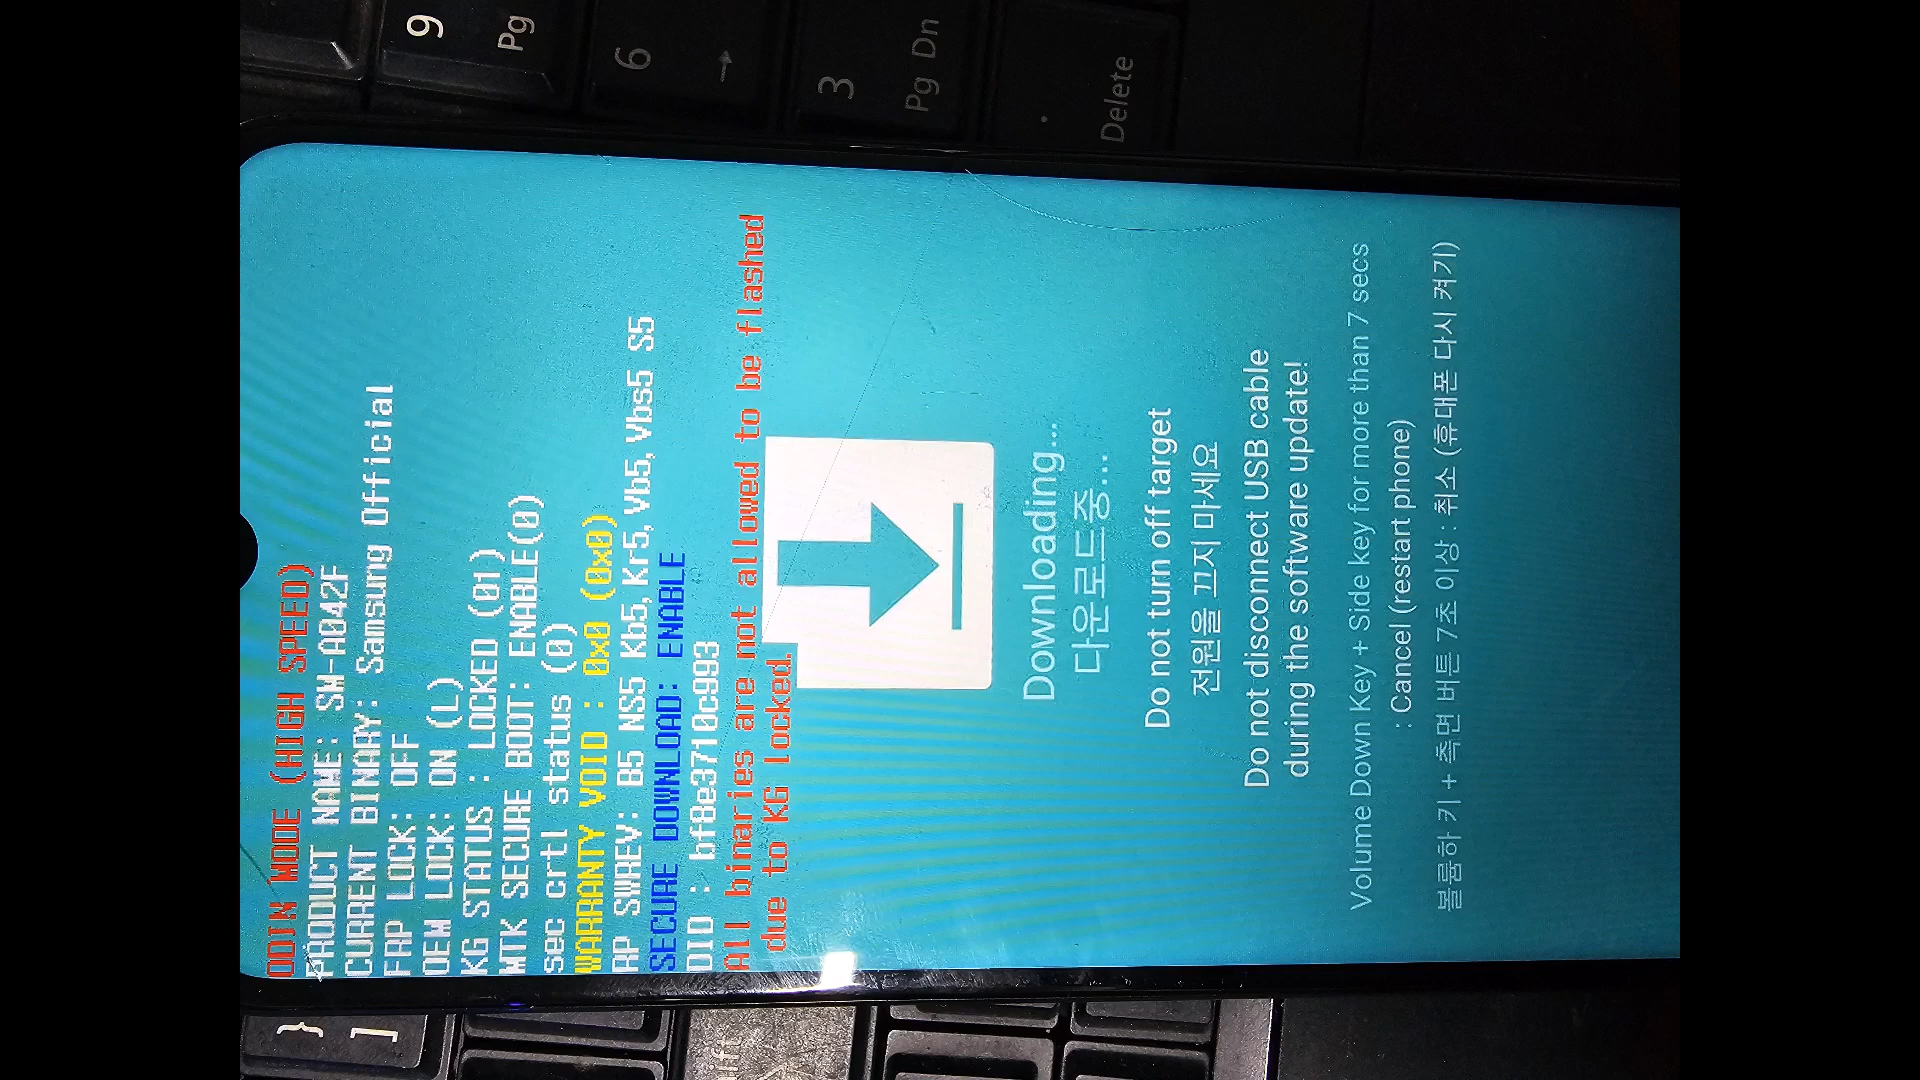 ODIN MODE (HIGH SPEED)
PRODUCT NAME: SM-A042F
CURRENT BINARY: Samsung Official
FRP LOCK: OFF
OEM LOCK: ON (L)
KG STATUS : LOCKED (01)
MTK SECURE BOOT: ENABLE(0)
sec crtl status (0)
WARRANTY VOID : 0x0 (0x0)
RP SWREV: B5 NS5 Kb5, Kr5, Vb5, Vbs5 S5
SECURE DOWNLOAD: ENABLE
DID : bf8e3710c993
All binaries are not allowed to be flashed
due to KG locked.
Downloading...
다운로드중...
Do not turn off target
전원을 끄지 마세요
Do not disconnect USB cable
during the software update!
Volume Down Key + Side key for more than 7 secs
: Cancel (restart phone)
볼륨하 키 + 측면 버튼 7초 이상 : 취소 (휴대폰 다시 켜기)
9
Pg
6
→
3
Pg Dn
.
Delete
}
]